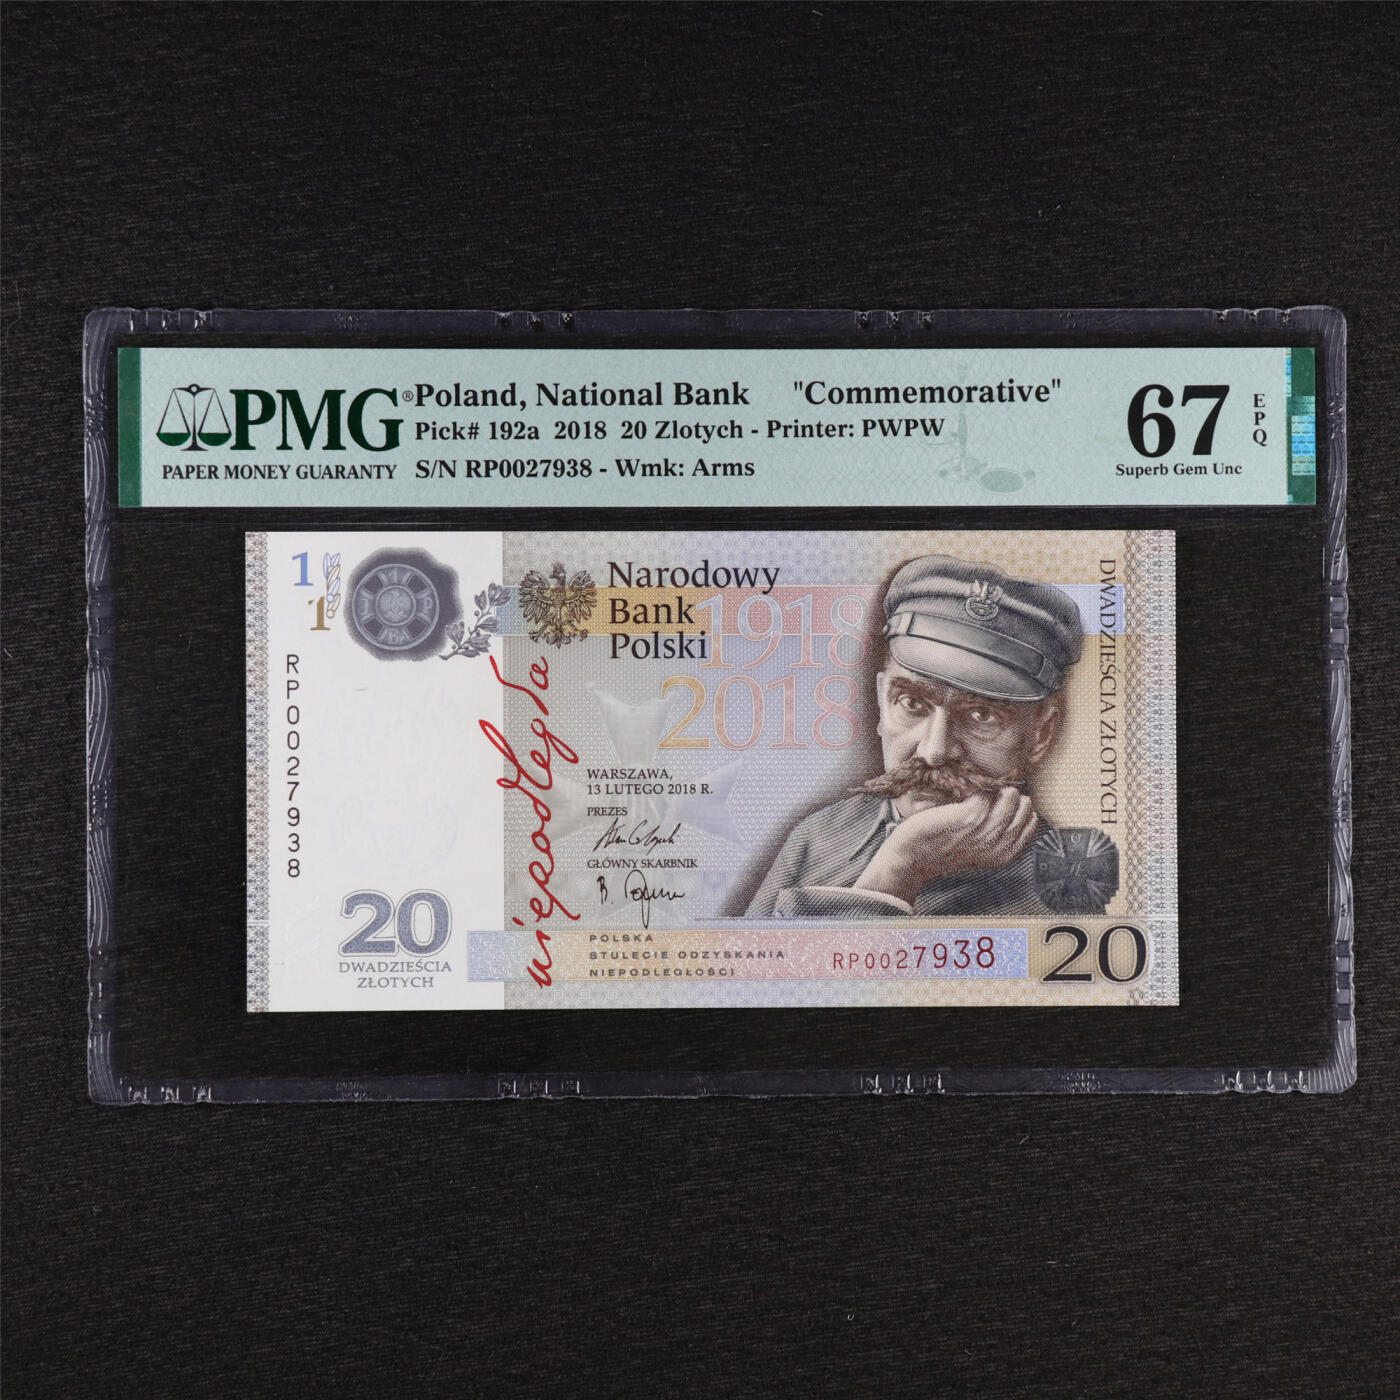 PMG®
PAPER MONEY GUARANTY
Poland, National Bank "Commemorative"
Pick# 192a 2018 20 Zlotych - Printer: PWPW
S/N RP0027938 - Wmk: Arms
67
EPQ
Superb Gem Unc
11
Narodowy
Bank
Polski
1918
2018
RP0027938
niepodległa
WARSZAWA,
13 LUTEGO 2018 R.
PREZES
GŁÓWNY SKARBNIK
DWADZIEŚCIA ZŁOTYCH
20
DWADZIEŚCIA
ZŁOTYCH
POLSKA
STULECIE ODZYSKANIA
NIEPODLEGŁOŚCI
RP0027938
20